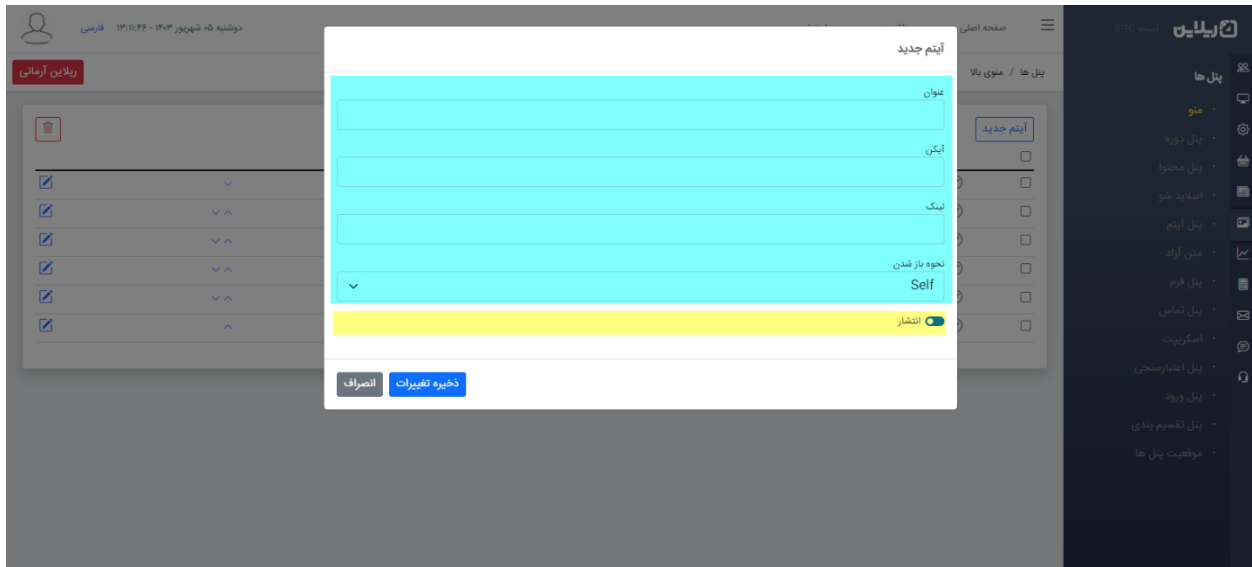 ریلاین نسخه IPTC
صفحه اصلی
دوشنبه ۰۵ شهریور ۱۴۰۳ - ۱۳:۱۱:۴۶ فارسی
پنل ها / منوی بالا
ریلاین آرمانی
پنل ها
منو
پنل دوره
پنل محتوا
اسلاید شو
پنل آیتم
متن آزاد
پنل فرم
پنل تماس
اسکریپت
پنل اعتبارسنجی
پنل ورود
پنل تقسیم بندی
موقعیت پنل ها
آیتم جدید
آیتم جدید
عنوان
آیکن
لینک
نحوه باز شدن
Self
انتشار
ذخیره تغییرات
انصراف